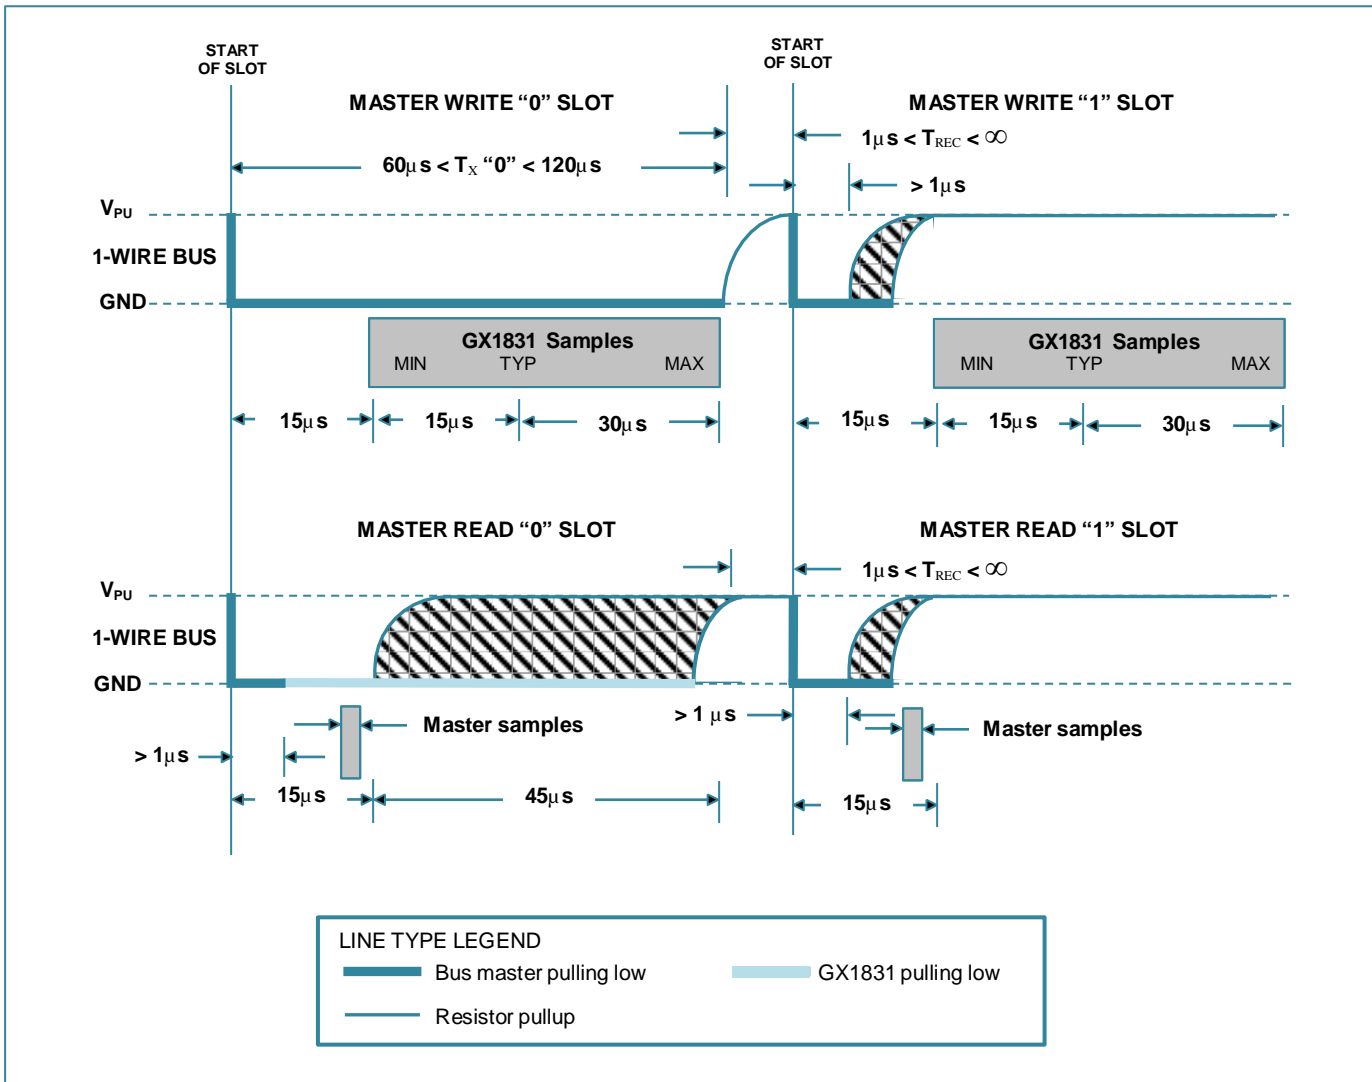 START
OF SLOT
START
OF SLOT
MASTER WRITE “0” SLOT
MASTER WRITE “1” SLOT
1μs < TREC < ∞
60μs < TX “0” < 120μs
> 1μs
VPU
1-WIRE BUS
GND
GX1831 Samples
MIN TYP MAX
GX1831 Samples
MIN TYP MAX
15μs 15μs 30μs
15μs 15μs 30μs
MASTER READ “0” SLOT
MASTER READ “1” SLOT
1μs < TREC < ∞
VPU
1-WIRE BUS
GND
> 1 μs
Master samples
Master samples
> 1μs
15μs 45μs
15μs
LINE TYPE LEGEND
Bus master pulling low
GX1831 pulling low
Resistor pullup